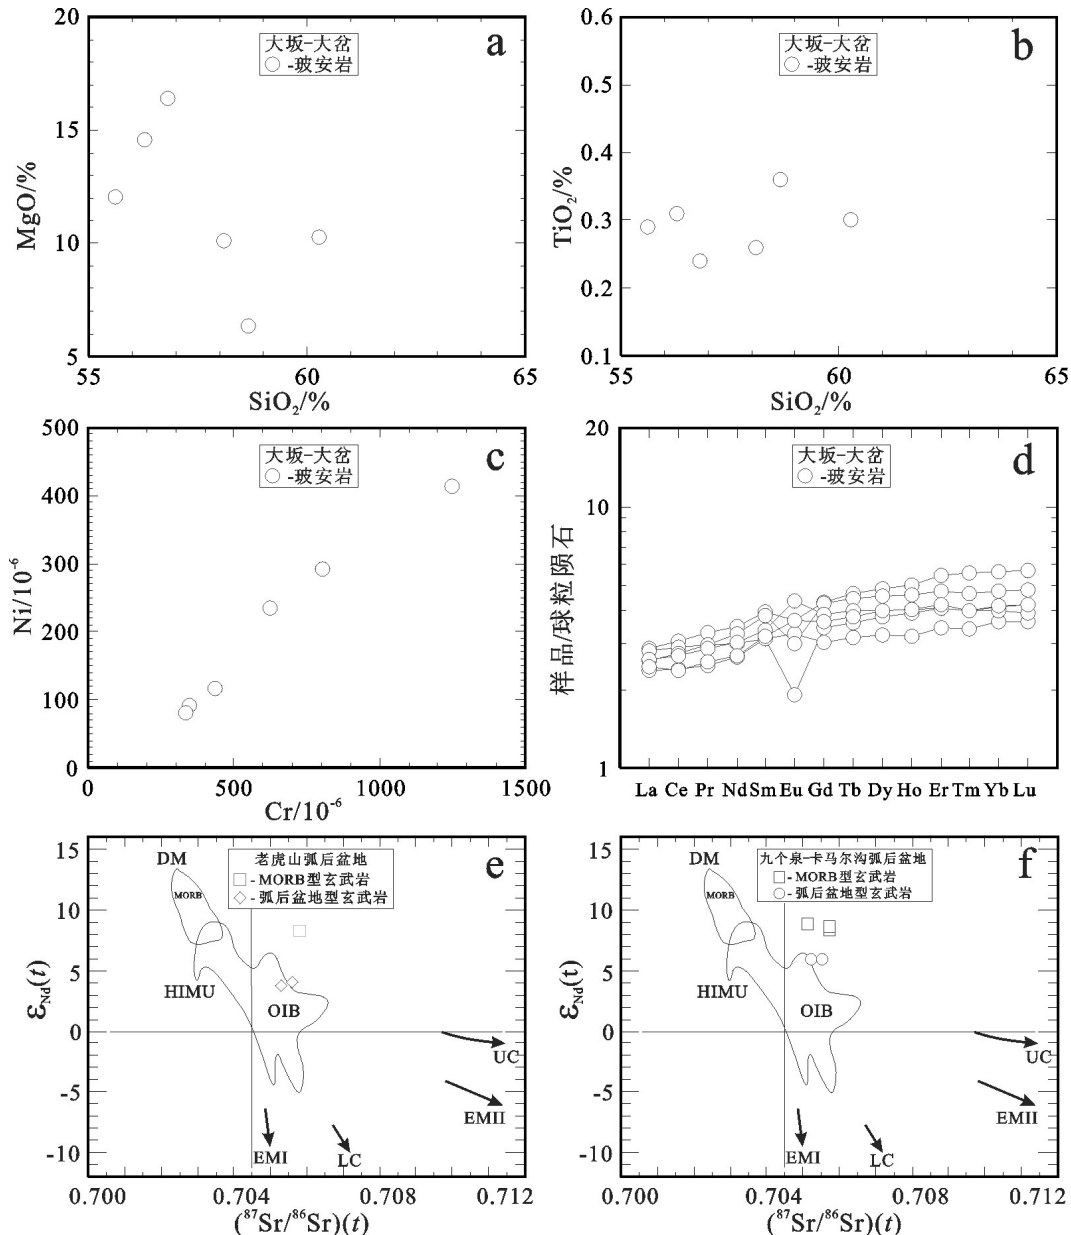 a
大坂-大岔
-玻安岩
20
15
10
5
MgO/%
55
60
65
SiO₂/%
b
大坂-大岔
-玻安岩
0.6
0.5
0.4
0.3
0.2
0.1
TiO₂/%
55
60
65
SiO₂/%
c
大坂-大岔
-玻安岩
500
400
300
200
100
0
Ni/10⁻⁶
0
500
1000
1500
Cr/10⁻⁶
d
大坂-大岔
-玻安岩
20
10
1
样品/球粒陨石
La Ce Pr Nd Sm Eu Gd Tb Dy Ho Er Tm Yb Lu
e
老虎山弧后盆地
-MORB型玄武岩
-弧后盆地型玄武岩
15
10
5
0
-5
-10
εNd(t)
DM
MORB
HIMU
OIB
UC
EMII
EMI
LC
0.700
0.704
0.708
0.712
(⁸⁷Sr/⁸⁶Sr)(t)
f
九个泉-卡马尔沟弧后盆地
-MORB型玄武岩
-弧后盆地型玄武岩
15
10
5
0
-5
-10
εNd(t)
DM
MORB
HIMU
OIB
UC
EMII
EMI
LC
0.700
0.704
0.708
0.712
(⁸⁷Sr/⁸⁶Sr)(t)